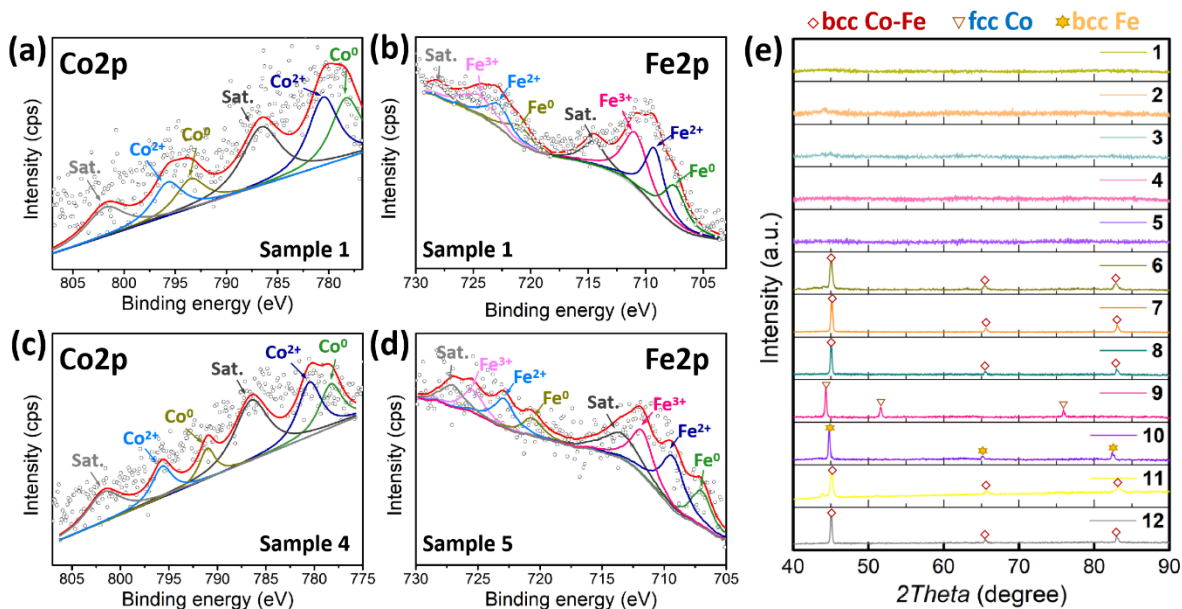 bcc Co-Fe fcc Co bcc Fe
(a) Co2p
Sat.
Co²⁺
Co⁰
Sat.
Co²⁺
Co⁰
Sample 1
Intensity (cps)
805 800 795 790 785 780
Binding energy (eV)
(b) Fe2p
Sat.
Fe³⁺
Fe²⁺
Fe⁰
Sat.
Fe³⁺
Fe²⁺
Fe⁰
Sample 1
Intensity (cps)
730 725 720 715 710 705
Binding energy (eV)
(c) Co2p
Sat.
Co²⁺
Co⁰
Sat.
Co²⁺
Co⁰
Sample 4
Intensity (cps)
805 800 795 790 785 780 775
Binding energy (eV)
(d) Fe2p
Sat.
Fe³⁺
Fe²⁺
Fe⁰
Sat.
Fe³⁺
Fe²⁺
Fe⁰
Sample 5
Intensity (cps)
730 725 720 715 710 705
Binding energy (eV)
(e)
1
2
3
4
5
6
7
8
9
10
11
12
Intensity (a.u.)
40 50 60 70 80 90
2Theta (degree)